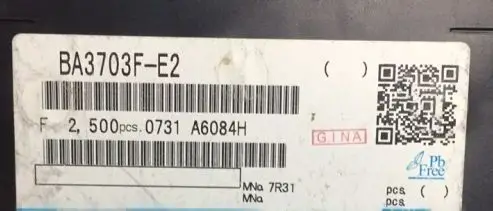 BA3703F-E2 ( )
F 2,500pcs. 0731 A6084H
GINA
Pb
Free
MNo. 7R31
MNo.
pcs. ( )
pcs.